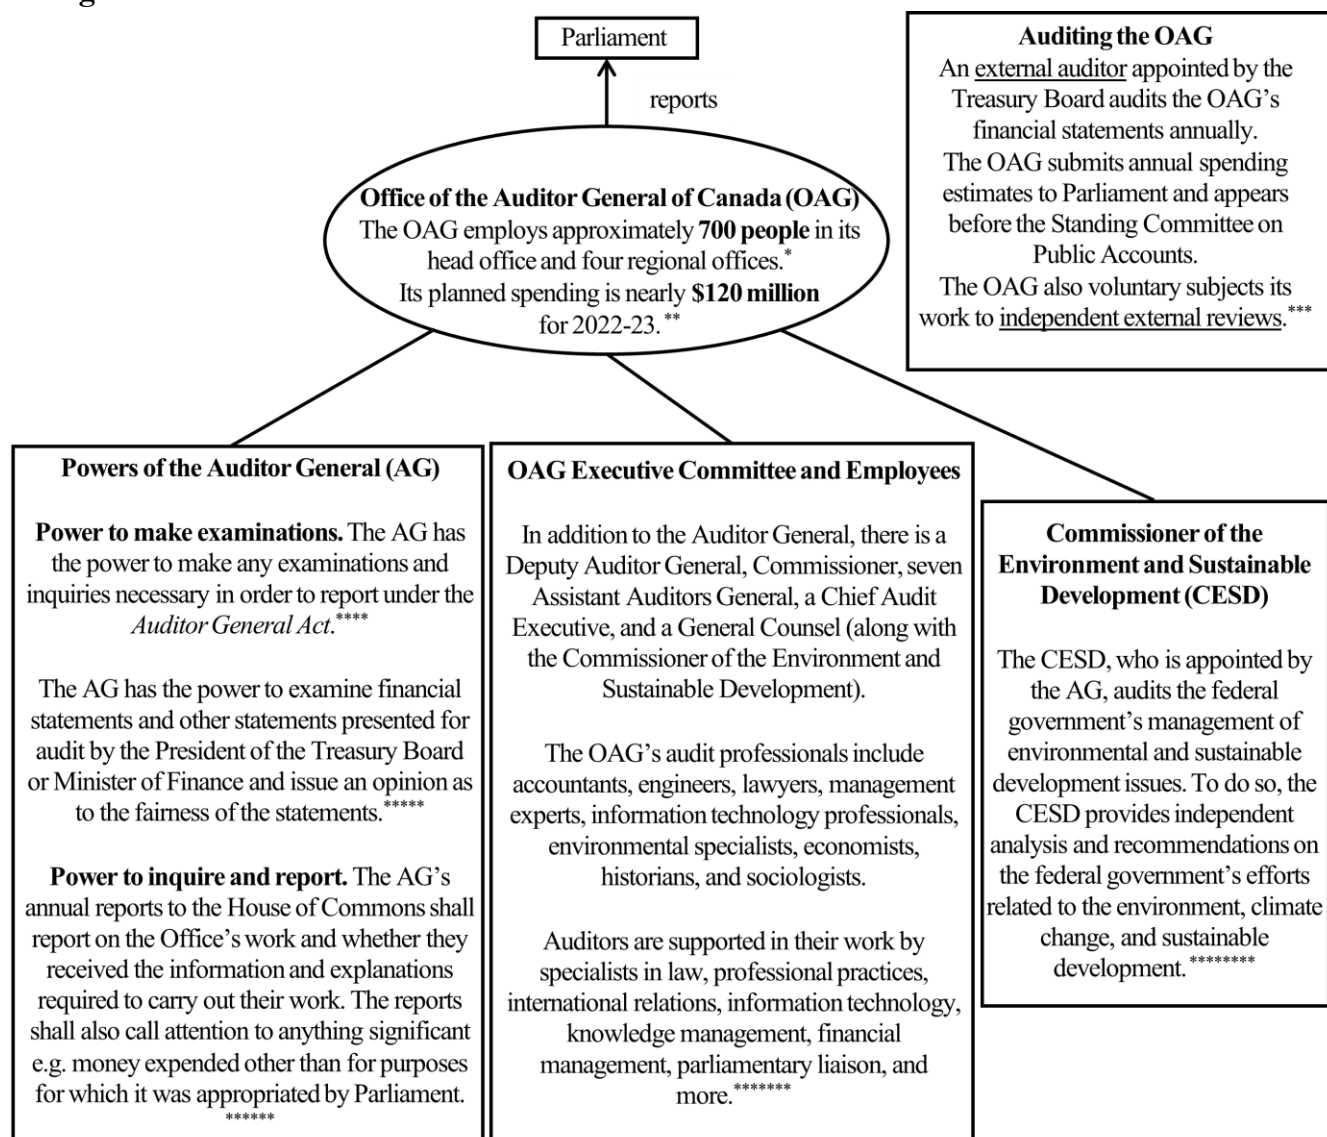 Parliament
reports
Office of the Auditor General of Canada (OAG)
The OAG employs approximately 700 people in its
head office and four regional offices.*
Its planned spending is nearly $120 million
for 2022-23. **
Auditing the OAG
An external auditor appointed by the
Treasury Board audits the OAG’s
financial statements annually.
The OAG submits annual spending
estimates to Parliament and appears
before the Standing Committee on
Public Accounts.
The OAG also voluntary subjects its
work to independent external reviews.***
Powers of the Auditor General (AG)
Power to make examinations. The AG has
the power to make any examinations and
inquiries necessary in order to report under the
Auditor General Act.****
The AG has the power to examine financial
statements and other statements presented for
audit by the President of the Treasury Board
or Minister of Finance and issue an opinion as
to the fairness of the statements.*****
Power to inquire and report. The AG’s
annual reports to the House of Commons shall
report on the Office’s work and whether they
received the information and explanations
required to carry out their work. The reports
shall also call attention to anything significant
e.g. money expended other than for purposes
for which it was appropriated by Parliament.
******
OAG Executive Committee and Employees
In addition to the Auditor General, there is a
Deputy Auditor General, Commissioner, seven
Assistant Auditors General, a Chief Audit
Executive, and a General Counsel (along with
the Commissioner of the Environment and
Sustainable Development).
The OAG’s audit professionals include
accountants, engineers, lawyers, management
experts, information technology professionals,
environmental specialists, economists,
historians, and sociologists.
Auditors are supported in their work by
specialists in law, professional practices,
international relations, information technology,
knowledge management, financial
management, parliamentary liaison, and
more.*******
Commissioner of the
Environment and Sustainable
Development (CESD)
The CESD, who is appointed by
the AG, audits the federal
government’s management of
environmental and sustainable
development issues. To do so, the
CESD provides independent
analysis and recommendations on
the federal government’s efforts
related to the environment, climate
change, and sustainable
development. ********